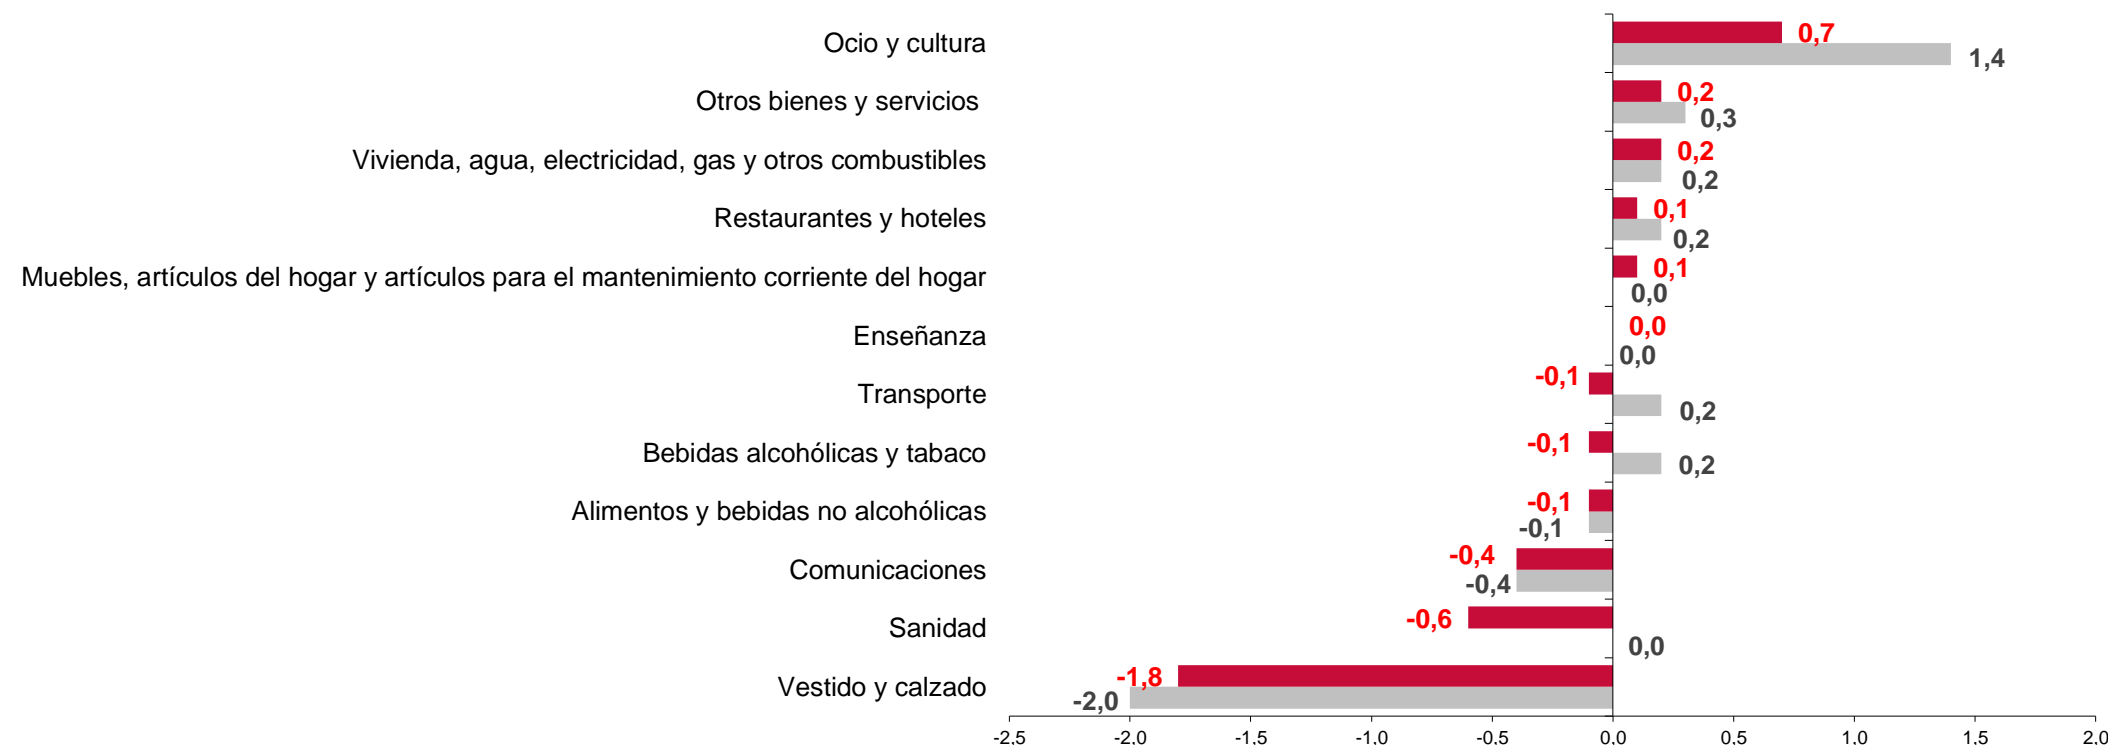 Ocio y cultura
0,7
1,4
Otros bienes y servicios
0,2
0,3
Vivienda, agua, electricidad, gas y otros combustibles
0,2
0,2
Restaurantes y hoteles
0,1
0,2
Muebles, artículos del hogar y artículos para el mantenimiento corriente del hogar
0,1
0,0
Enseñanza
0,0
0,0
Transporte
-0,1
0,2
Bebidas alcohólicas y tabaco
-0,1
0,2
Alimentos y bebidas no alcohólicas
-0,1
-0,1
Comunicaciones
-0,4
-0,4
Sanidad
-0,6
0,0
Vestido y calzado
-1,8
-2,0
-2,5 -2,0 -1,5 -1,0 -0,5 0,0 0,5 1,0 1,5 2,0